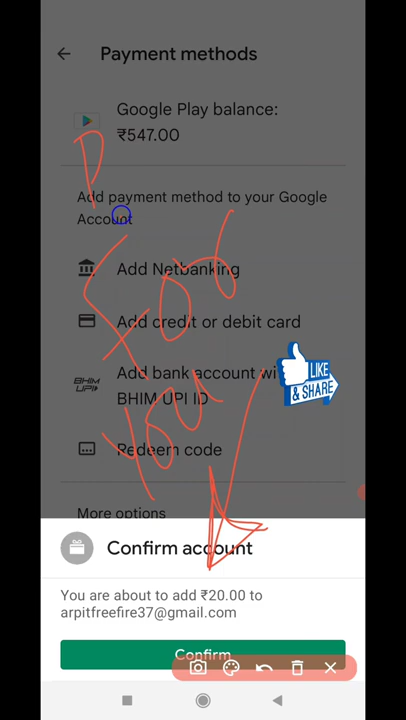 Payment methods
Google Play balance:
₹547.00
Add payment method to your Google
Account
Add Netbanking
Add credit or debit card
Add bank account wi
BHIM UPI ID
BHIM
UPI
Redeem code
More options
LIKE
& SHARE
For
You
Confirm account
You are about to add ₹20.00 to
arpitfreefire37@gmail.com
Confirm